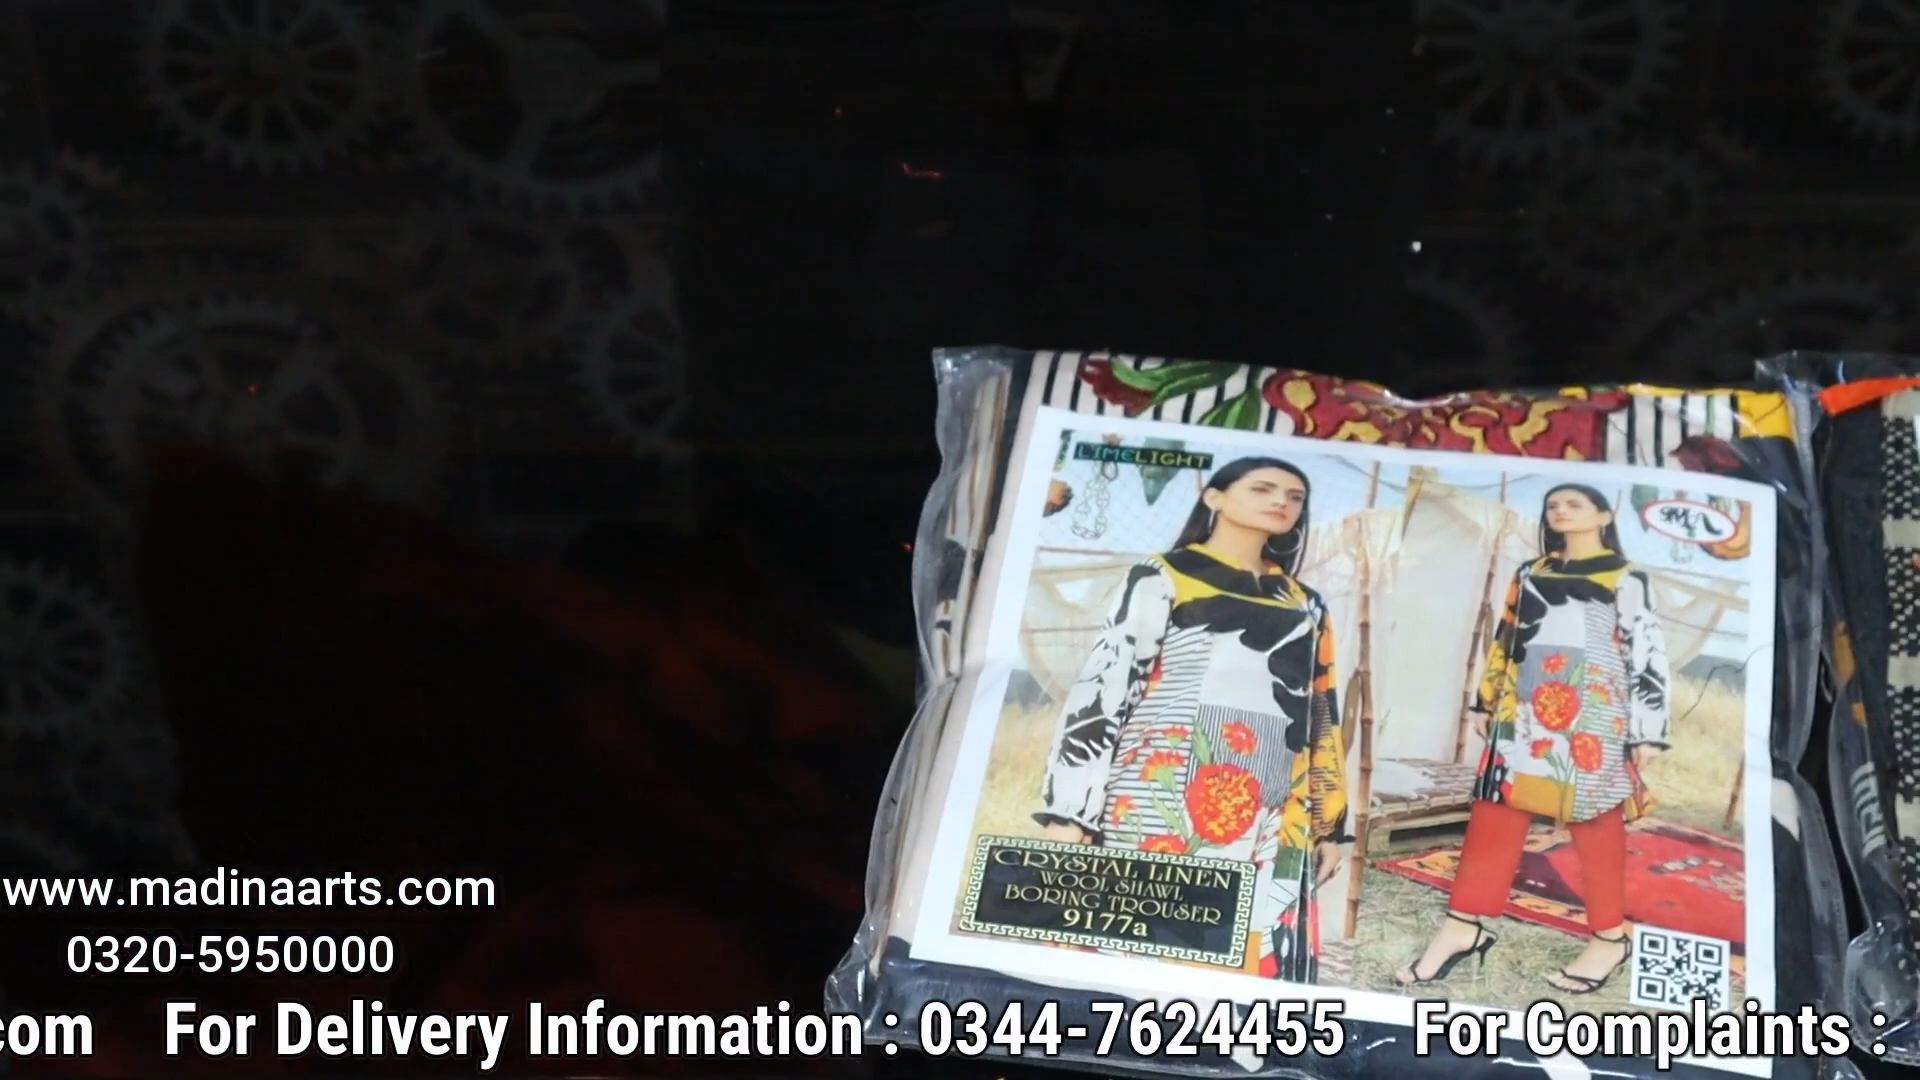 LIMELIGHT
MA
CRYSTAL LINEN
WOOL SHAWL
BORING TROUSER
9177a
www.madinaarts.com
0320-5950000
com For Delivery Information : 0344-7624455 For Complaints :